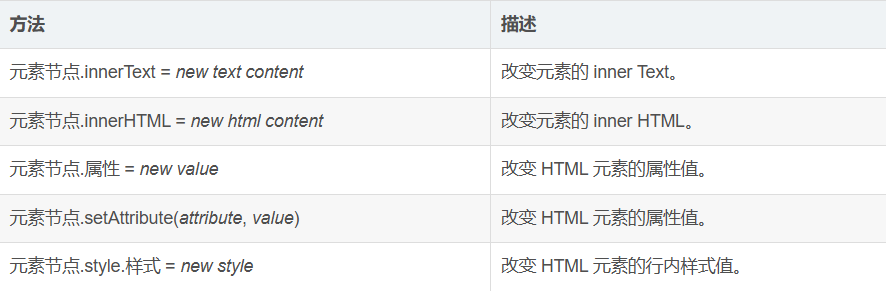 方法 描述
元素节点.innerText = new text content 改变元素的 inner Text。
元素节点.innerHTML = new html content 改变元素的 inner HTML。
元素节点.属性 = new value 改变 HTML 元素的属性值。
元素节点.setAttribute(attribute, value) 改变 HTML 元素的属性值。
元素节点.style.样式 = new style 改变 HTML 元素的行内样式值。